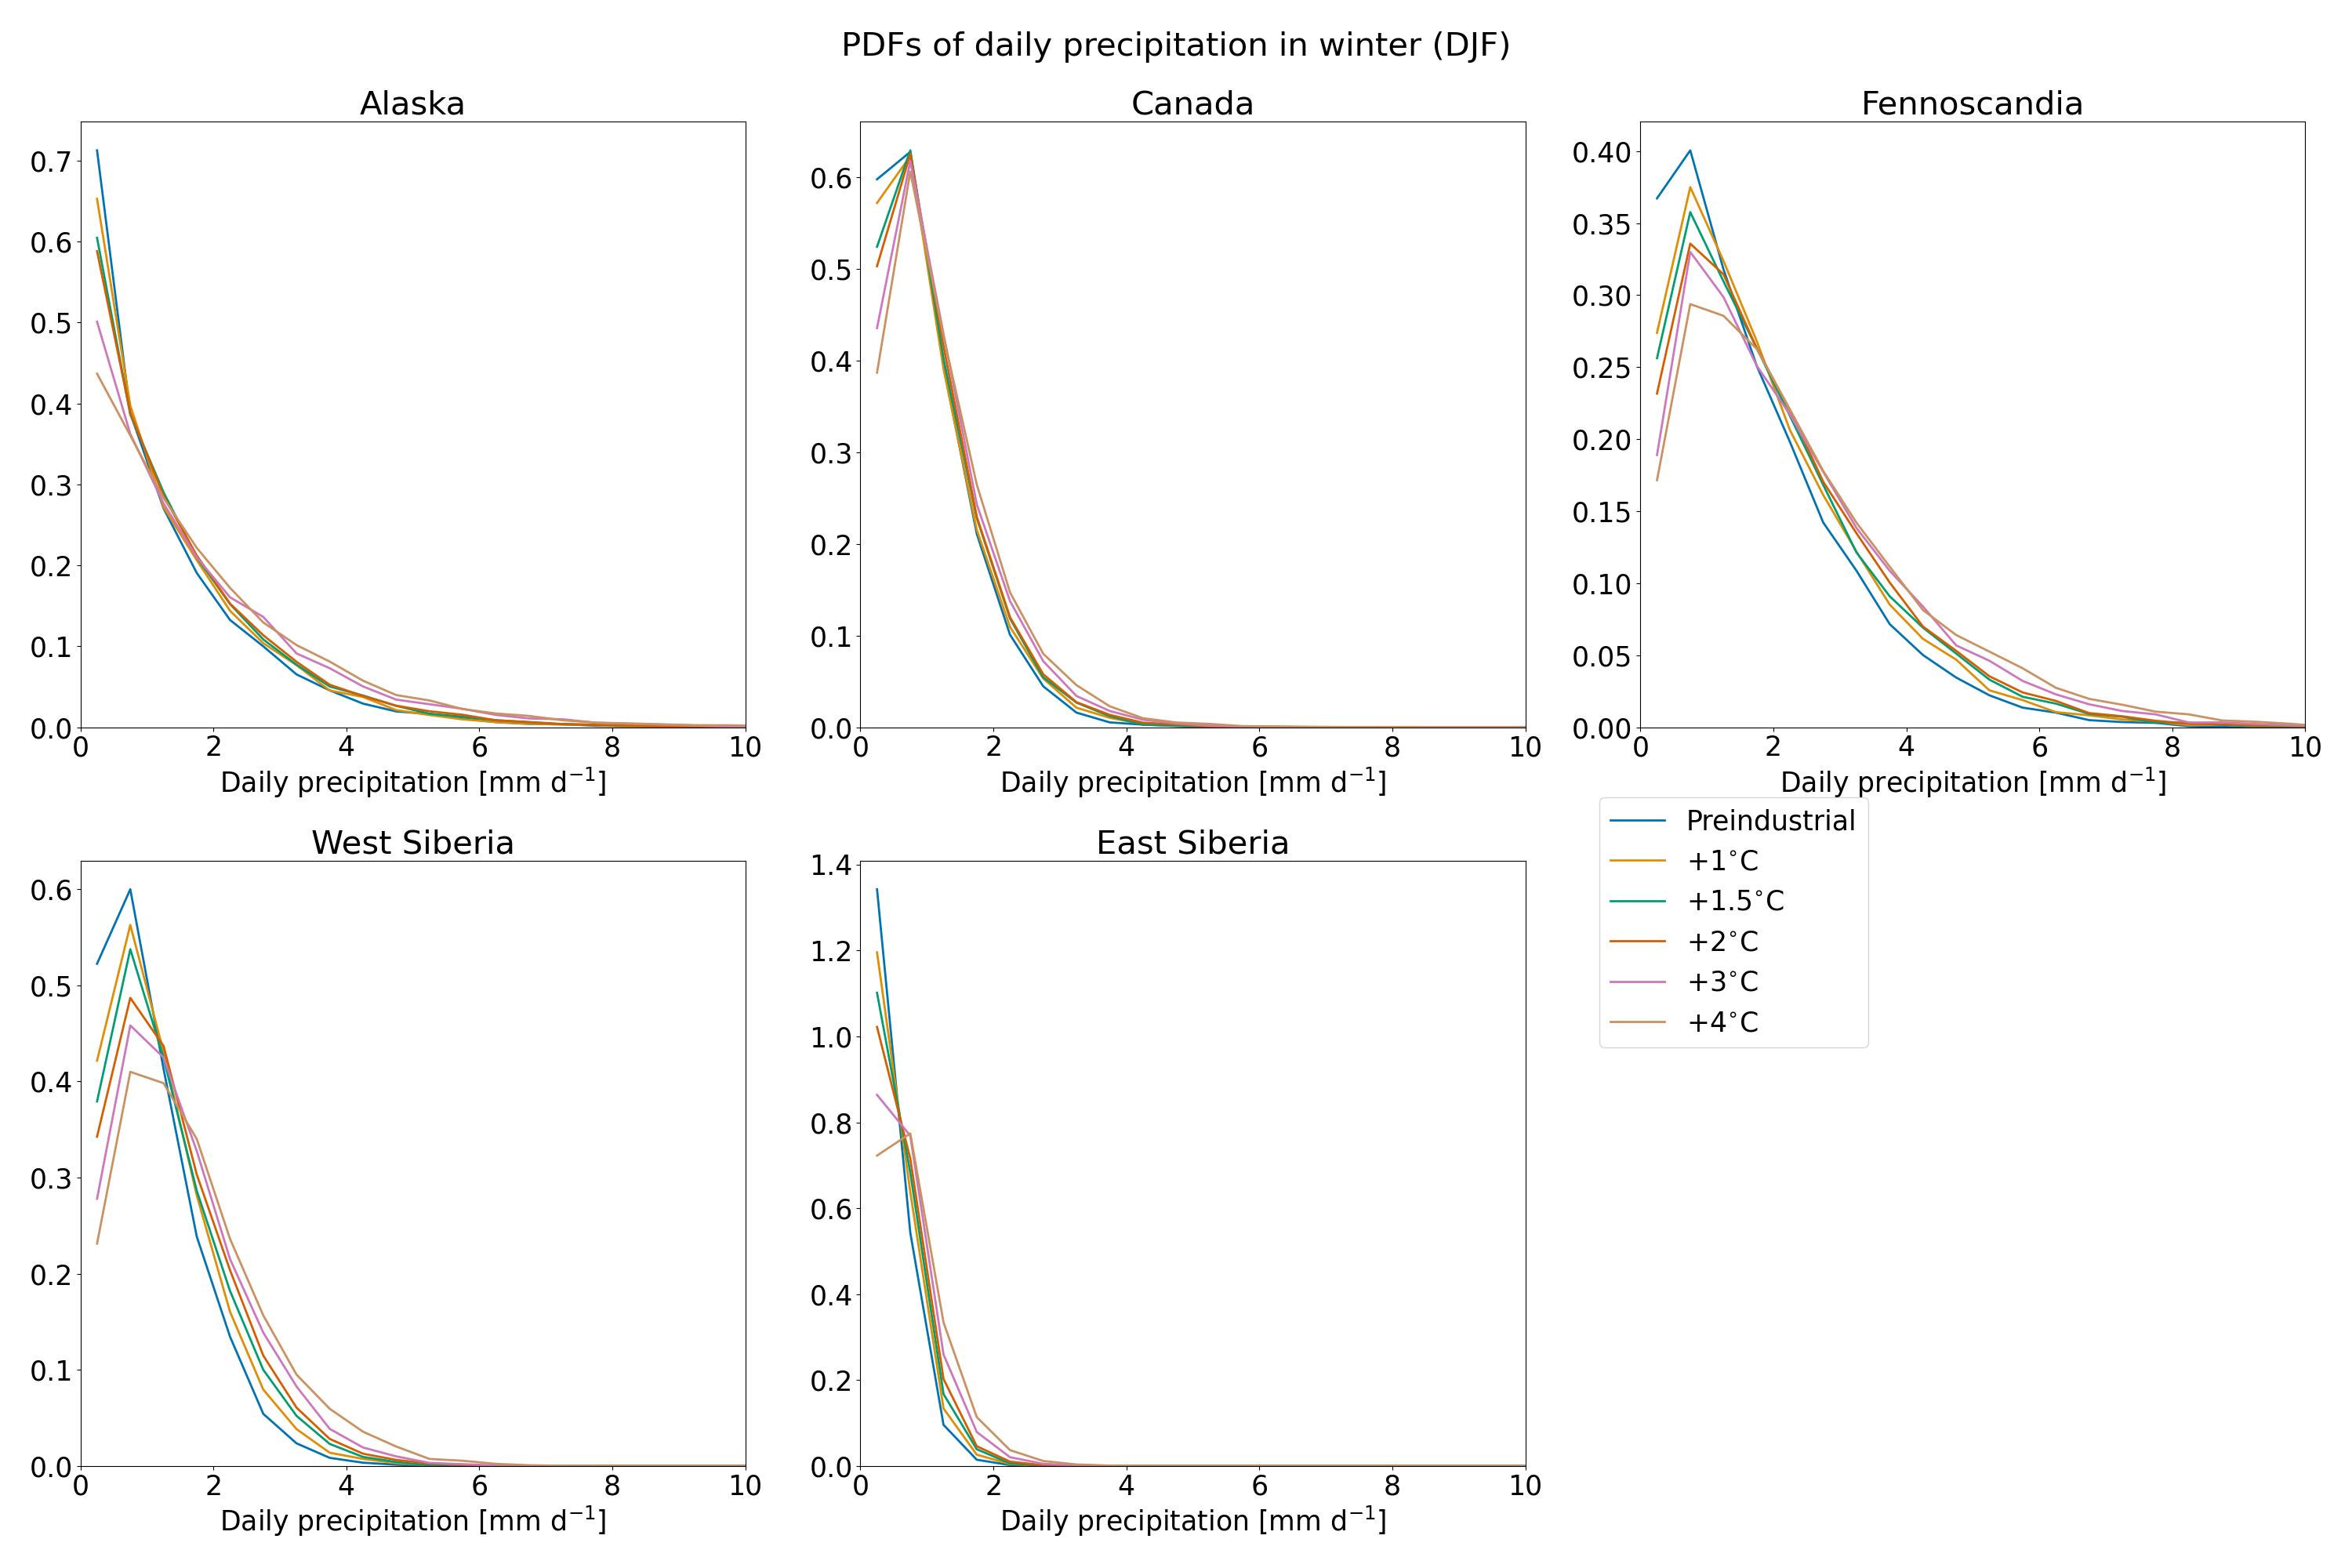 PDFs of daily precipitation in winter (DJF)
Alaska
0.7
0.6
0.5
0.4
0.3
0.2
0.1
0.0
0 2 4 6 8 10
Daily precipitation [mm d⁻¹]
Canada
0.6
0.5
0.4
0.3
0.2
0.1
0.0
0 2 4 6 8 10
Daily precipitation [mm d⁻¹]
Fennoscandia
0.40
0.35
0.30
0.25
0.20
0.15
0.10
0.05
0.00
0 2 4 6 8 10
Daily precipitation [mm d⁻¹]
West Siberia
0.6
0.5
0.4
0.3
0.2
0.1
0.0
0 2 4 6 8 10
Daily precipitation [mm d⁻¹]
East Siberia
1.4
1.2
1.0
0.8
0.6
0.4
0.2
0.0
0 2 4 6 8 10
Daily precipitation [mm d⁻¹]
Preindustrial
+1°C
+1.5°C
+2°C
+3°C
+4°C